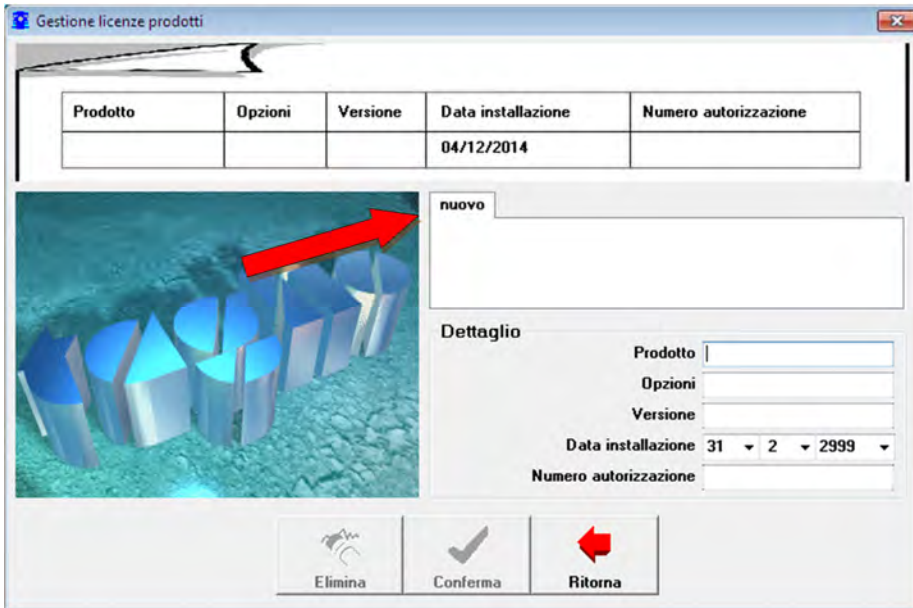 Gestione licenze prodotti
Prodotto Opzioni Versione Data installazione Numero autorizzazione
04/12/2014
nuovo
Dettaglio
Prodotto
Opzioni
Versione
Data installazione 31 2 2999
Numero autorizzazione
Elimina Conferma Ritorna